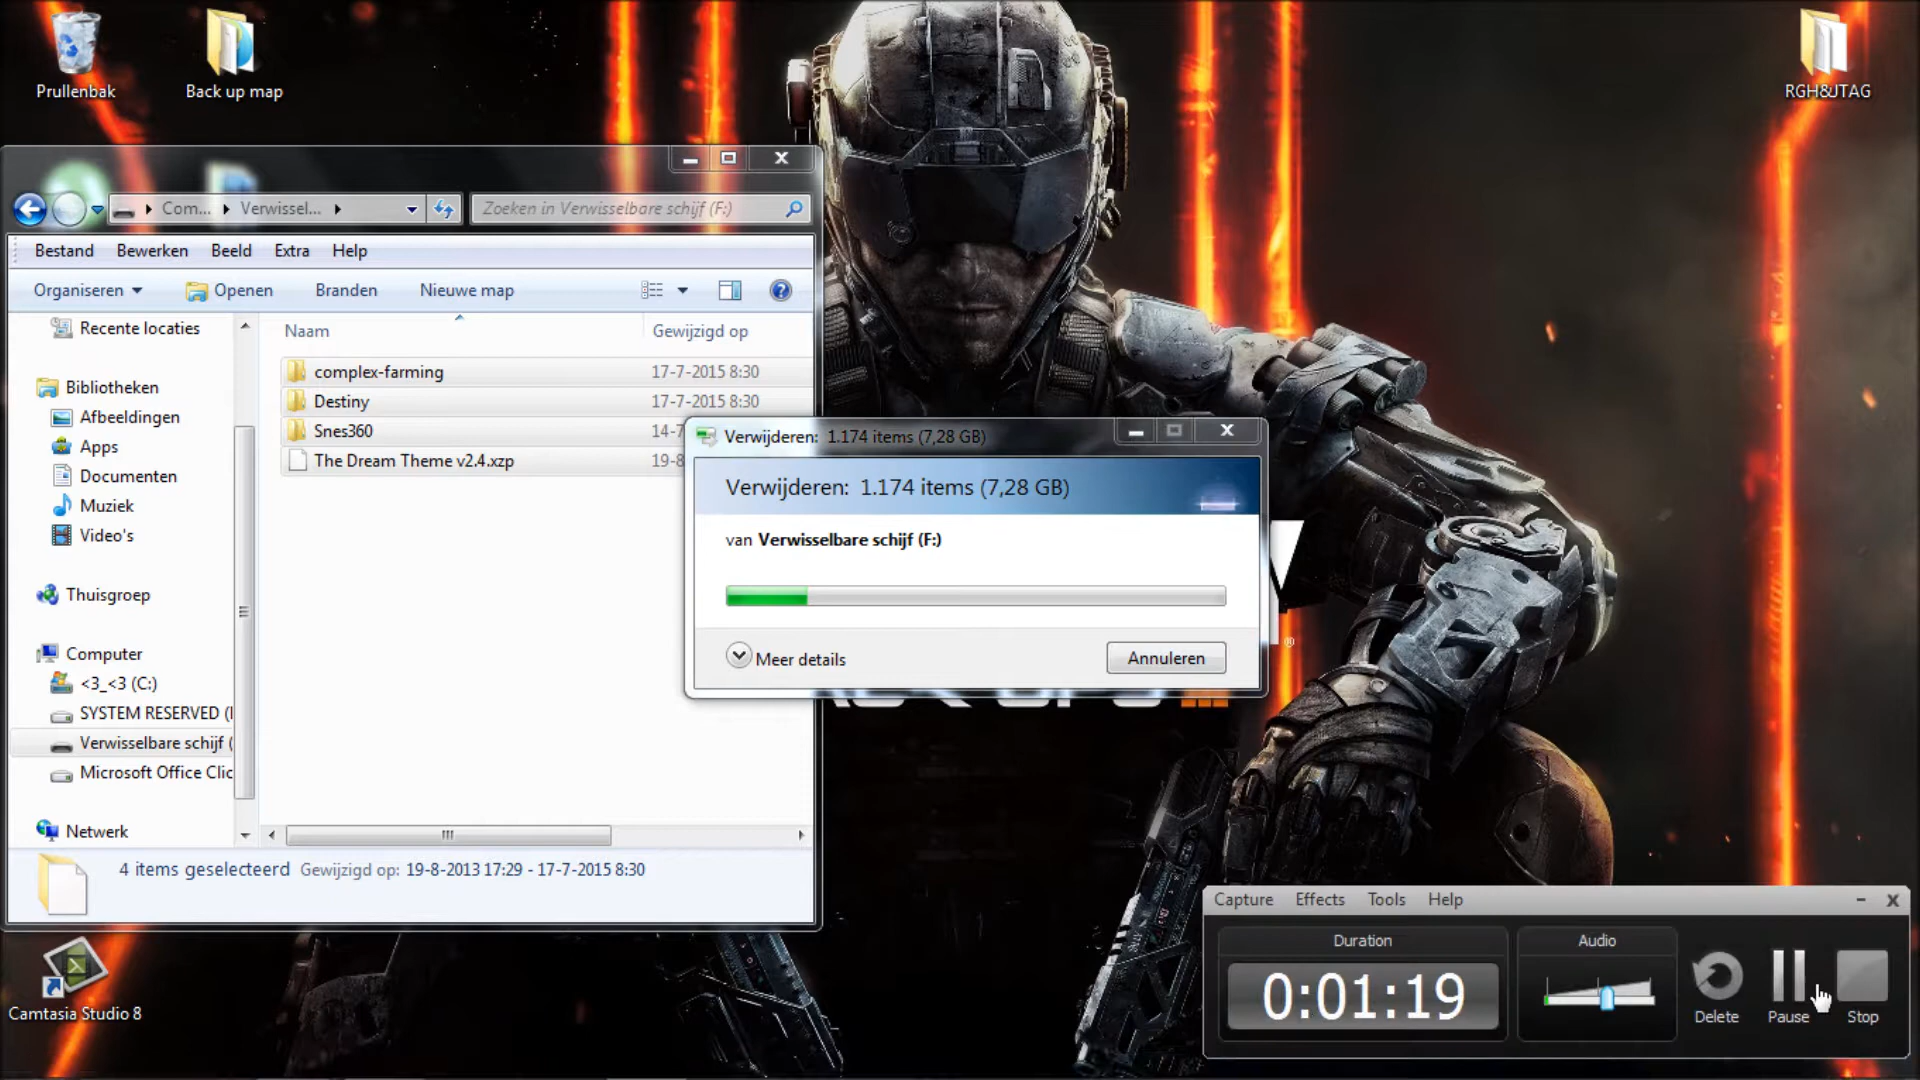 Prullenbak
Back up map
RGH&JTAG
Com...
Verwissel...
Zoeken in Verwisselbare schijf (F:)
Bestand Bewerken Beeld Extra Help
Organiseren Openen Branden Nieuwe map
Recente locaties
Bibliotheken
Afbeeldingen
Apps
Documenten
Muziek
Video's
Thuisgroep
Computer
<3_<3 (C:)
SYSTEM RESERVED (
Verwisselbare schijf (
Microsoft Office Clic
Netwerk
Naam Gewijzigd op
complex-farming 17-7-2015 8:30
Destiny 17-7-2015 8:30
Snes360 14-7
The Dream Theme v2.4.xzp 19-8
4 items geselecteerd Gewijzigd op: 19-8-2013 17:29 - 17-7-2015 8:30
Verwijderen: 1.174 items (7,28 GB)
Verwijderen: 1.174 items (7,28 GB)
van Verwisselbare schijf (F:)
Meer details
Annuleren
Camtasia Studio 8
Capture Effects Tools Help
Duration
0:01:19
Audio
Delete
Pause
Stop